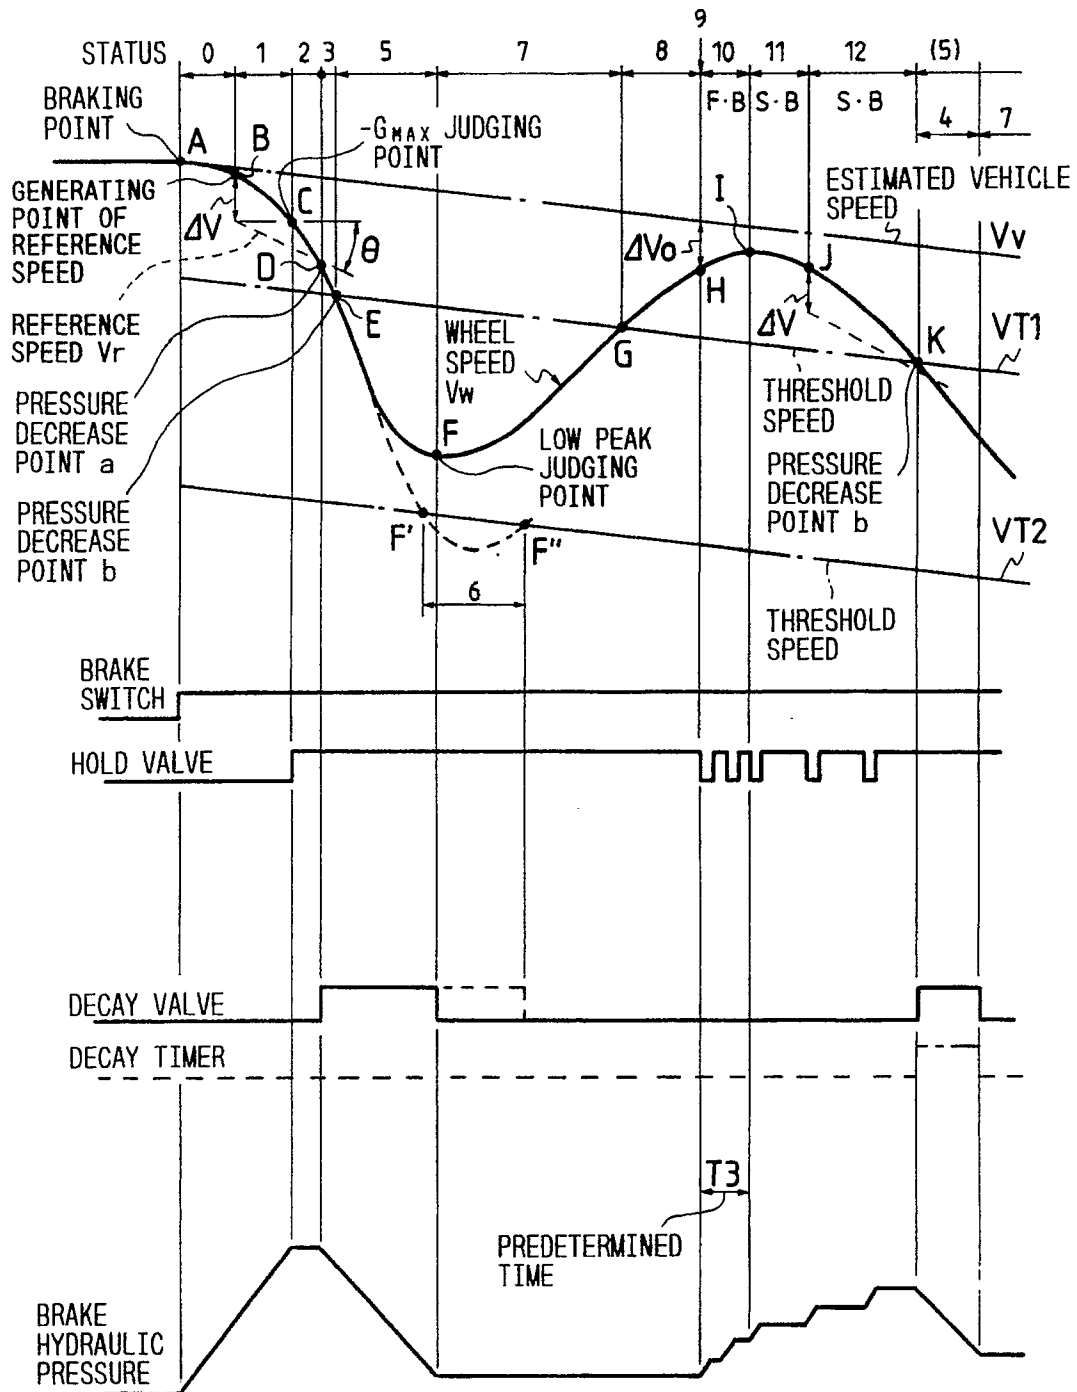 STATUS 0 1 2 3 5 7 8 9 10 11 12 (5)
F·B S·B S·B
4 7
BRAKING
POINT
A
B
-GMAX JUDGING
POINT
C
GENERATING
POINT OF
REFERENCE
SPEED
ΔV
θ
D
E
REFERENCE
SPEED Vr
PRESSURE
DECREASE
POINT a
PRESSURE
DECREASE
POINT b
WHEEL
SPEED
Vw
F
LOW PEAK
JUDGING
POINT
F'
F"
6
G
ΔVo
H
I
J
ΔV
ESTIMATED VEHICLE
SPEED
Vv
K
VT1
THRESHOLD
SPEED
PRESSURE
DECREASE
POINT b
VT2
THRESHOLD
SPEED
BRAKE
SWITCH
HOLD VALVE
DECAY VALVE
DECAY TIMER
T3
PREDETERMINED
TIME
BRAKE
HYDRAULIC
PRESSURE